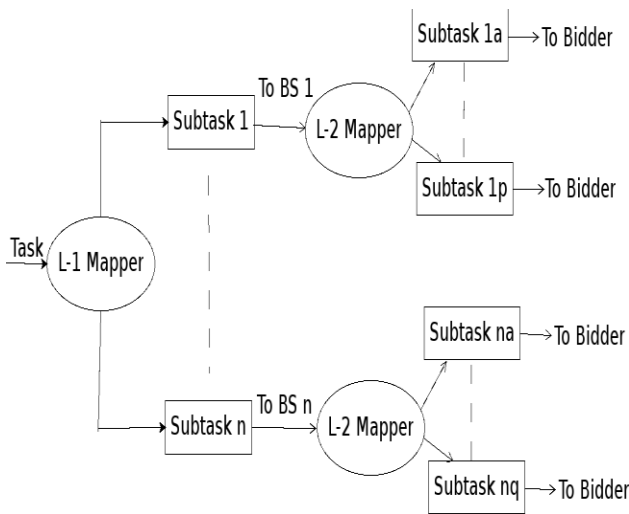 Subtask 1a
To Bidder
To BS 1
Subtask 1
L-2 Mapper
Subtask 1p
To Bidder
Task
L-1 Mapper
Subtask na
To Bidder
To BS n
Subtask n
L-2 Mapper
Subtask nq
To Bidder